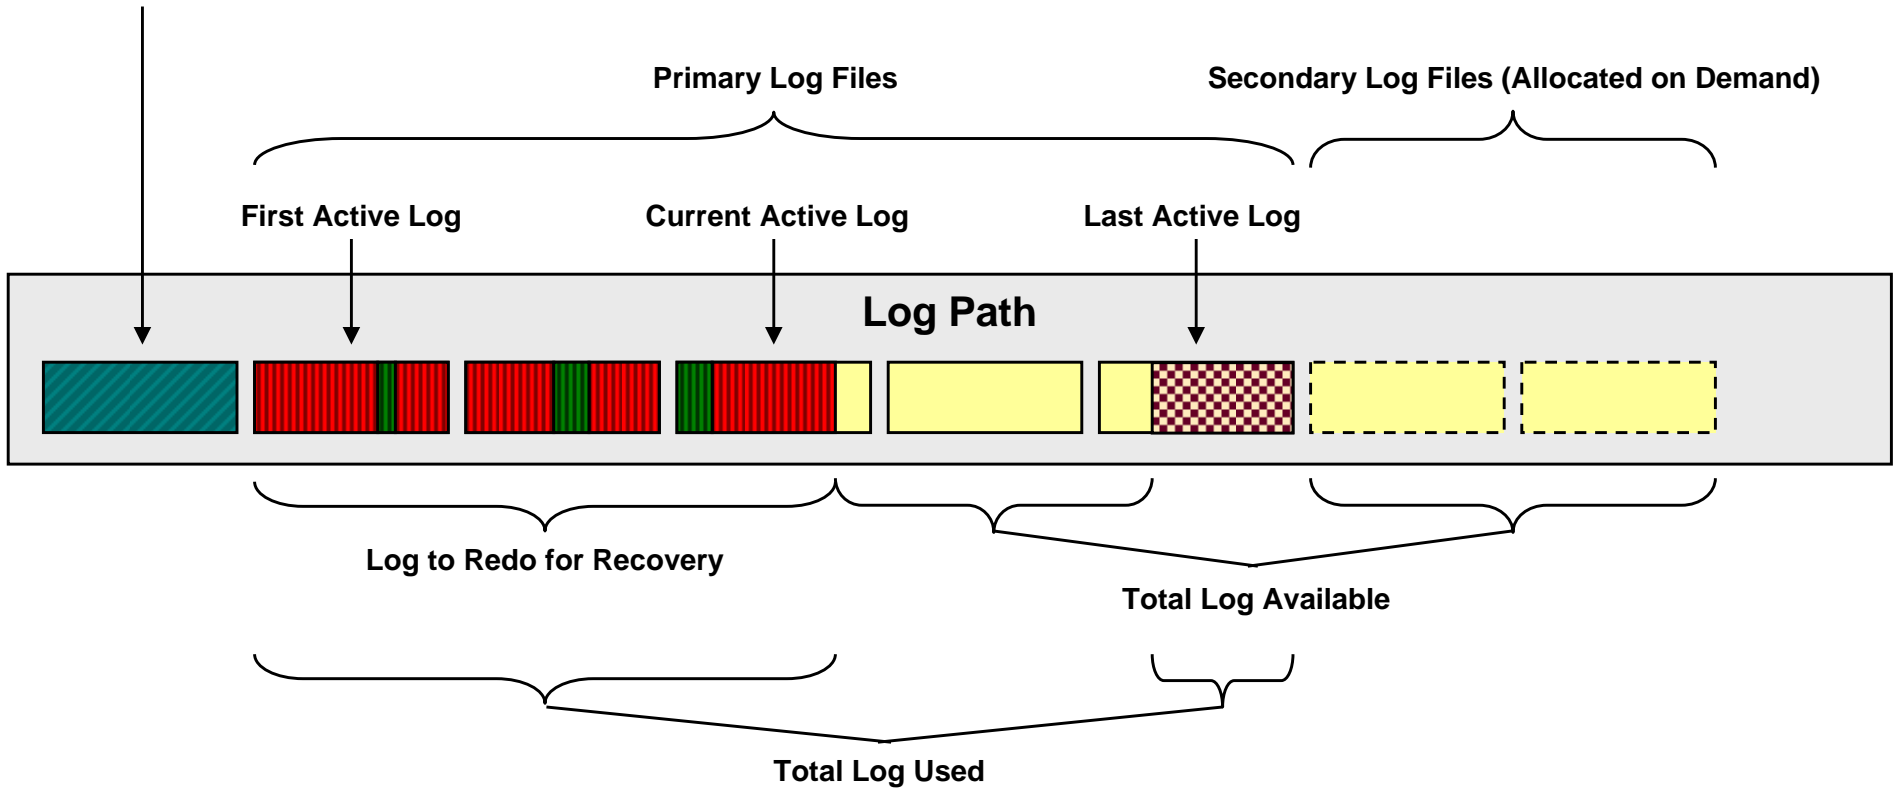 Primary Log Files
Secondary Log Files (Allocated on Demand)
First Active Log
Current Active Log
Last Active Log
Log Path
Log to Redo for Recovery
Total Log Available
Total Log Used